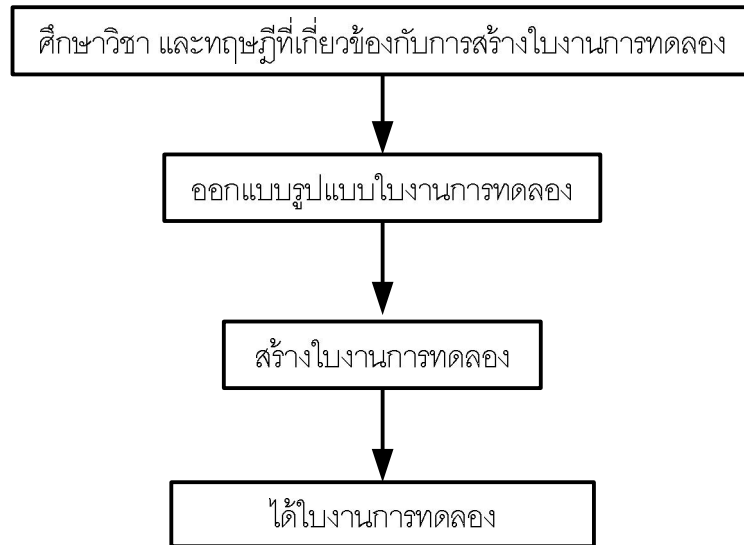 ศึกษาวิชา และทฤษฎีที่เกี่ยวข้องกับการสร้างใบงานการทดลอง
ออกแบบรูปแบบใบงานการทดลอง
สร้างใบงานการทดลอง
ได้ใบงานการทดลอง